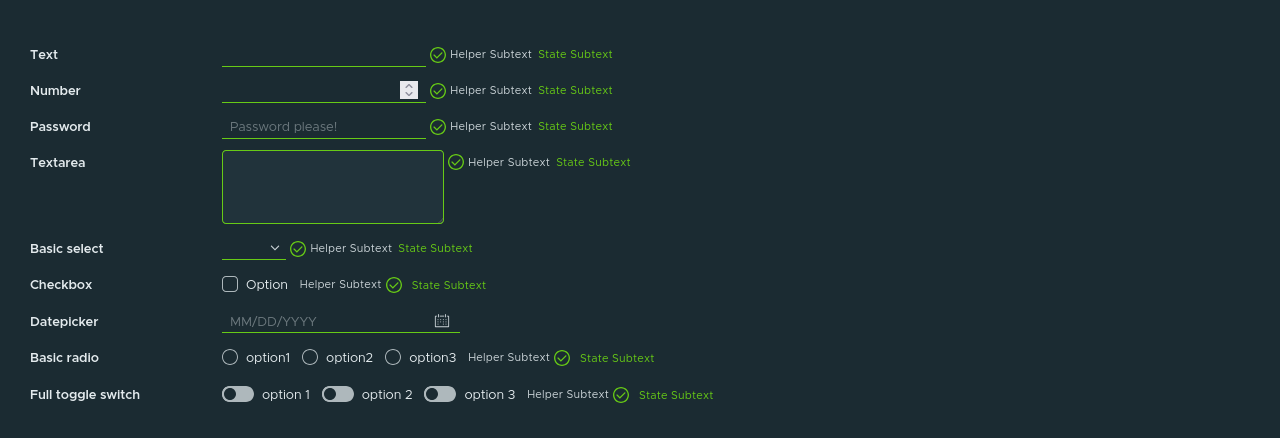 Text Helper Subtext State Subtext
Number Helper Subtext State Subtext
Password Password please! Helper Subtext State Subtext
Textarea Helper Subtext State Subtext
Basic select Helper Subtext State Subtext
Checkbox Option Helper Subtext State Subtext
Datepicker MM/DD/YYYY
Basic radio option1 option2 option3 Helper Subtext State Subtext
Full toggle switch option 1 option 2 option 3 Helper Subtext State Subtext